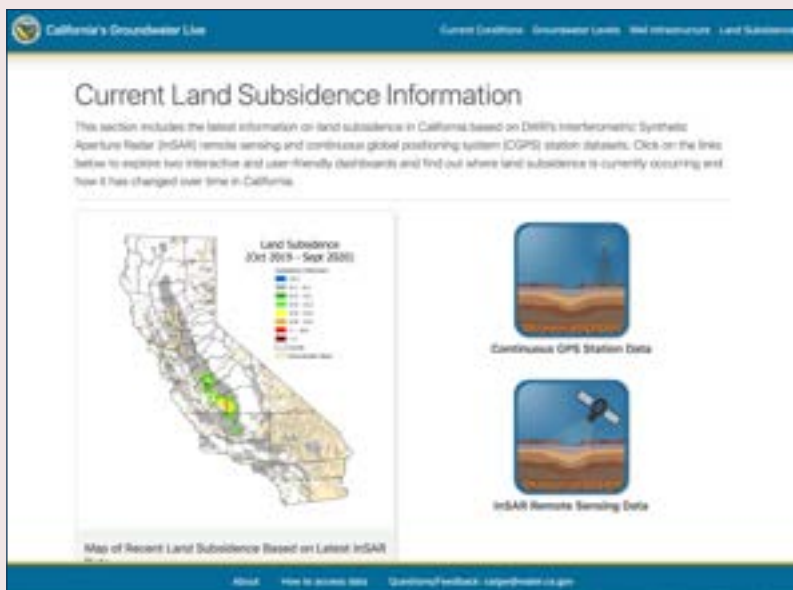 California's Groundwater Live
Current Conditions Groundwater Levels Well Infrastructure Land Subsidence
Current Land Subsidence Information
This section includes the latest information on land subsidence in California based on DWR's Interferometric Synthetic
Aperture Radar (InSAR) remote sensing and continuous global positioning system (CGPS) station datasets. Click on the links
below to explore two interactive and user-friendly dashboards and find out where land subsidence is currently occurring and
how it has changed over time in California.
Land Subsidence
(Oct 2019 - Sept 2020)
Continuous GPS Station Data
InSAR Remote Sensing Data
Map of Recent Land Subsidence Based on Latest InSAR
About How to access data Questions/Feedback: